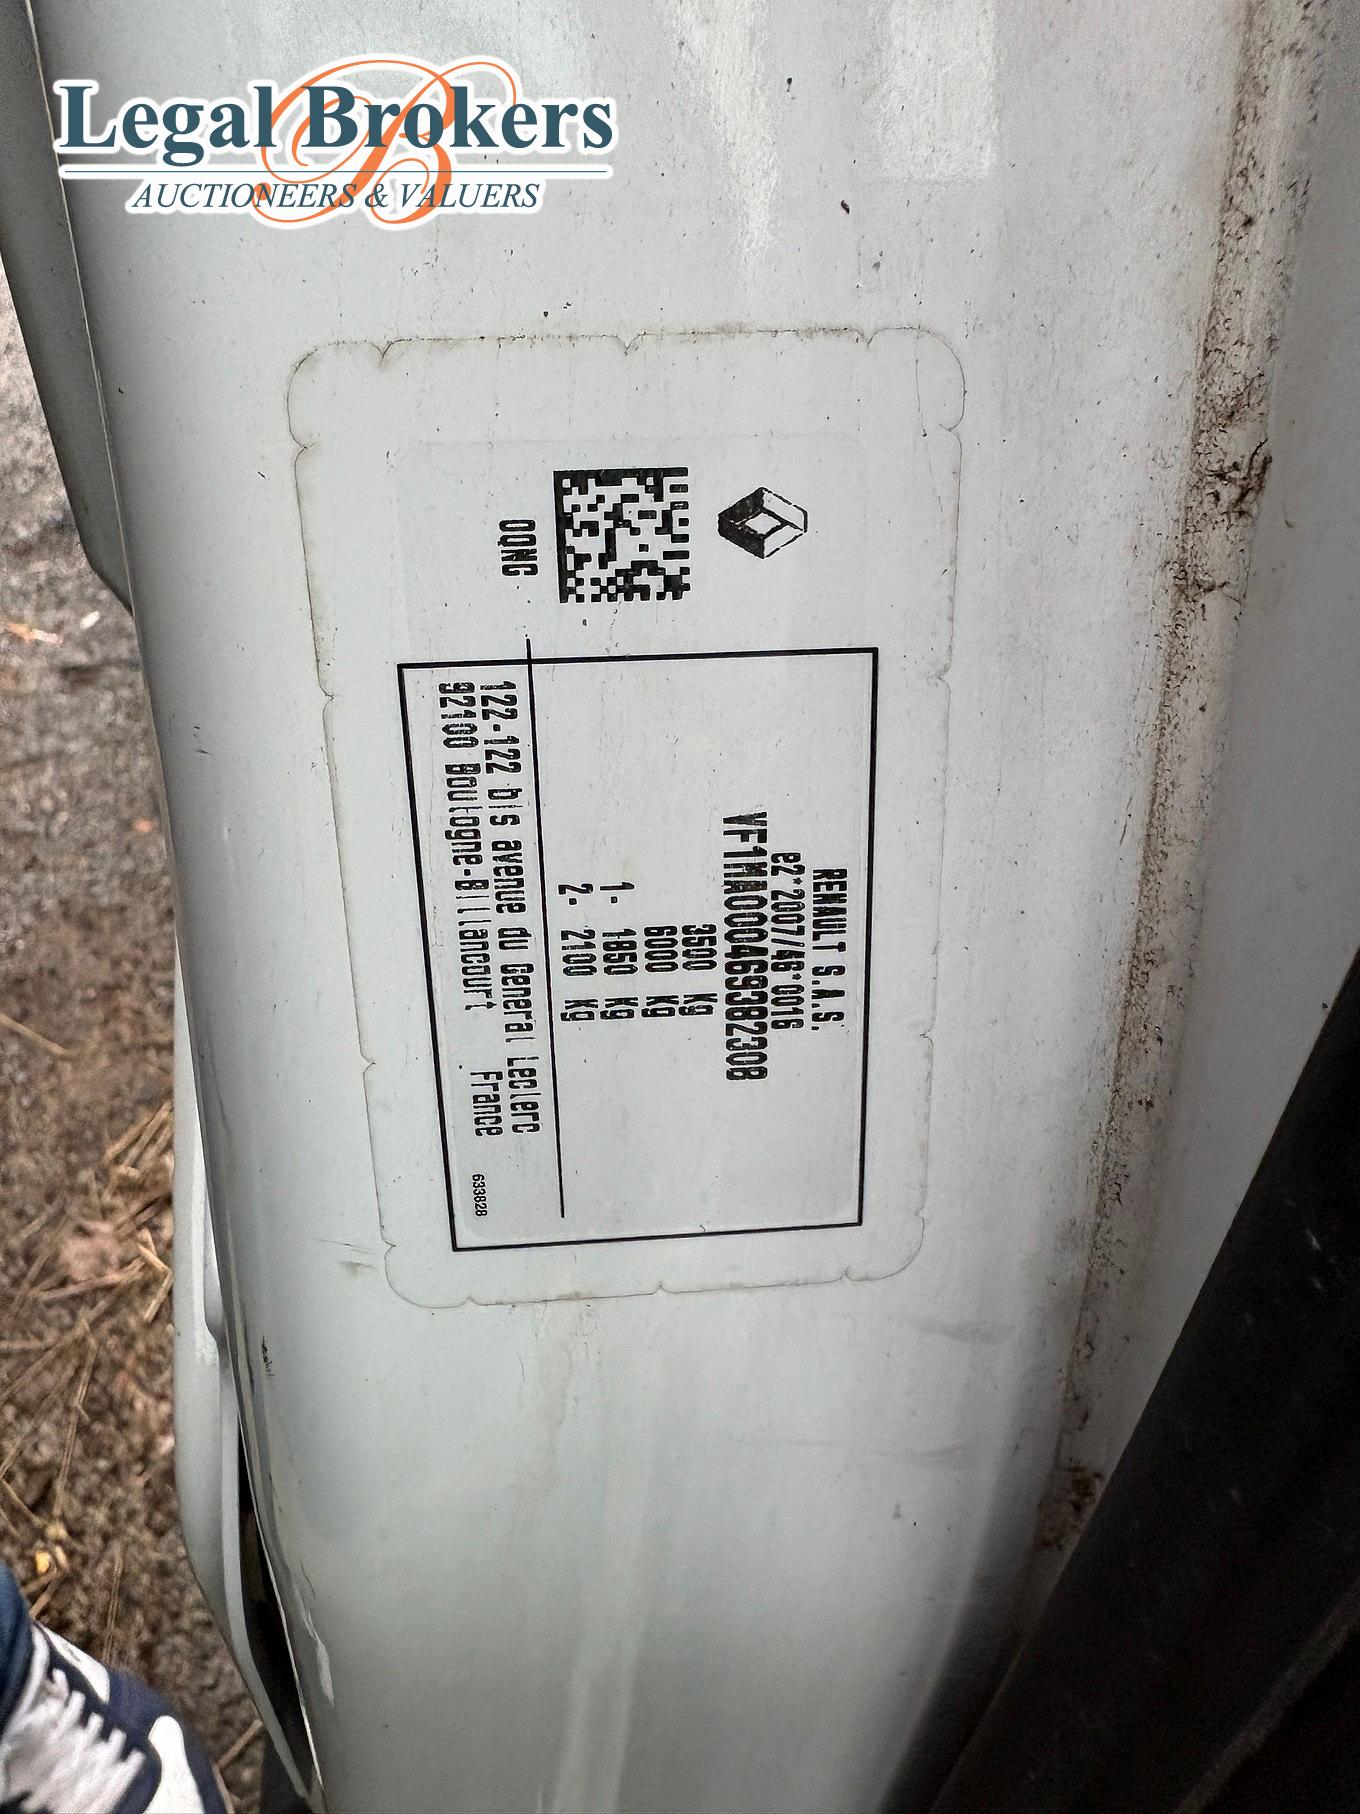 Legal Brokers
AUCTIONEERS & VALUERS
0QNG
RENAULT S.A.S.
e2*2007/46*0016
VF1MA000469382308
3500 Kg
6000 Kg
1- 1850 Kg
2- 2100 Kg
122-122 bis avenue du General Leclerc
92100 Boulogne-Billancourt France
633828